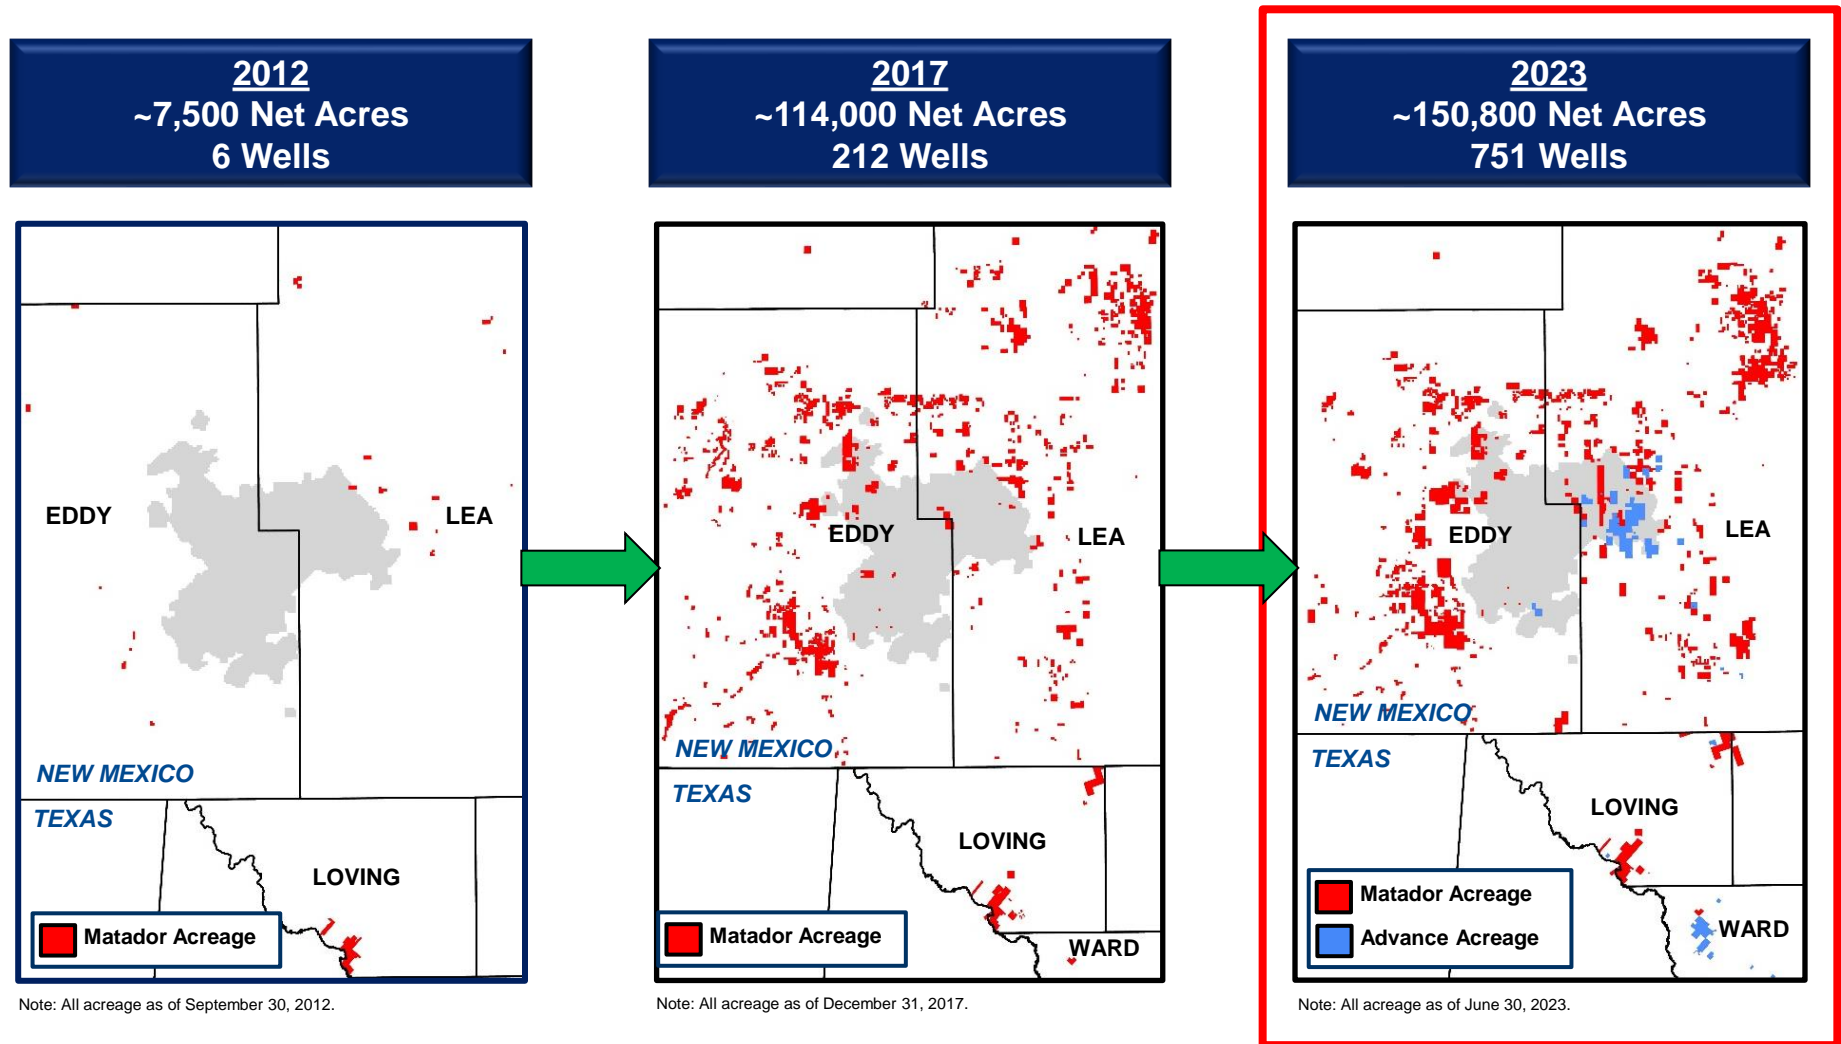 2012
~7,500 Net Acres
6 Wells
2017
~114,000 Net Acres
212 Wells
2023
~150,800 Net Acres
751 Wells
EDDY
LEA
NEW MEXICO
TEXAS
LOVING
Matador Acreage
Note: All acreage as of September 30, 2012.
EDDY
LEA
NEW MEXICO
TEXAS
LOVING
WARD
Matador Acreage
Note: All acreage as of December 31, 2017.
EDDY
LEA
NEW MEXICO
TEXAS
LOVING
WARD
Matador Acreage
Advance Acreage
Note: All acreage as of June 30, 2023.